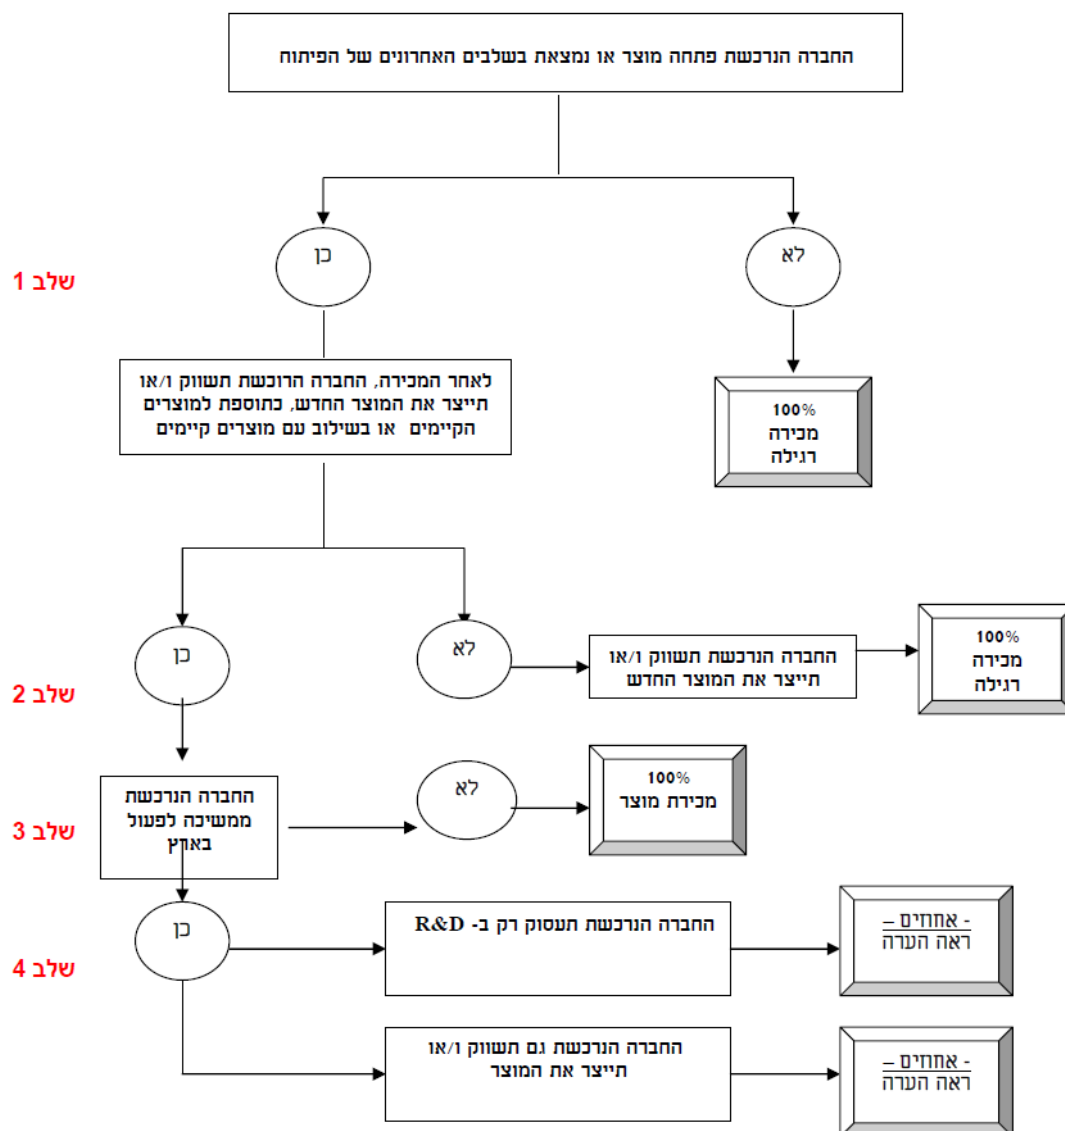 החברה הנרכשת פתחה מוצר או נמצאת בשלבים האחרונים של הפיתוח
כן
לא
שלב 1
לאחר המכירה, החברה הרוכשת תשווק ו/או
תייצר את המוצר החדש, כתוספת למוצרים
הקיימים או בשילוב עם מוצרים קיימים
100%
מכירה
רגילה
כן
לא
החברה הנרכשת תשווק ו/או
תייצר את המוצר החדש
100%
מכירה
רגילה
שלב 2
החברה הנרכשת
ממשיכה לפעול
בארץ
לא
100%
מכירת מוצר
שלב 3
כן
החברה הנרכשת תעסוק רק ב- R&D
- אחוזים –
ראה הערה
שלב 4
החברה הנרכשת גם תשווק ו/או
תייצר את המוצר
- אחוזים –
ראה הערה